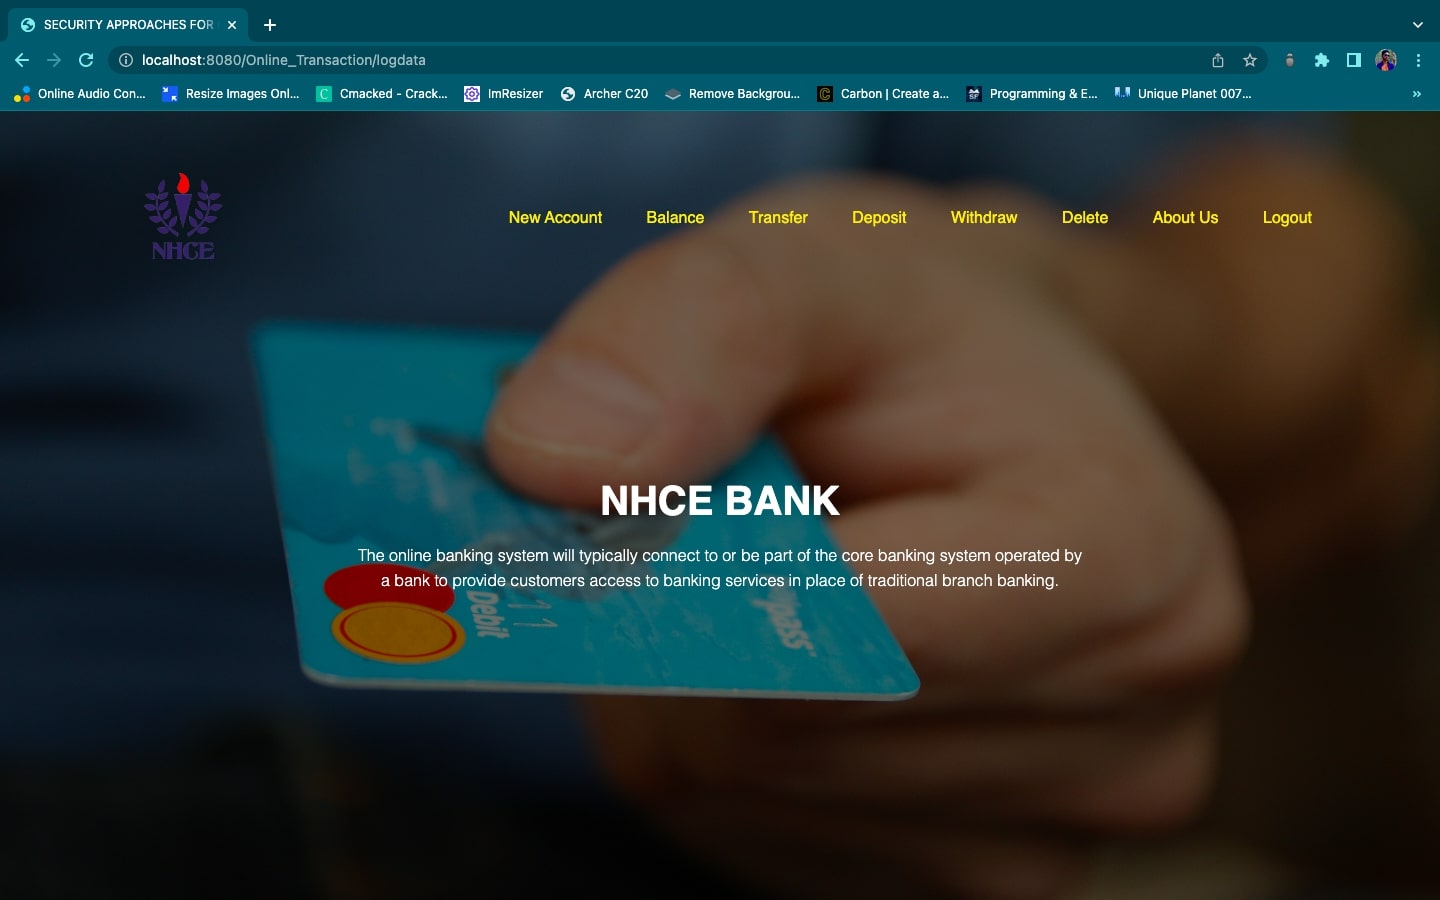 SECURITY APPROACHES FOR
localhost:8080/Online_Transaction/logdata
Online Audio Con... Resize Images Onl... Cmacked - Crack... ImResizer Archer C20 Remove Backgrou... Carbon | Create a... Programming & E... Unique Planet 007...
NHCE
New Account Balance Transfer Deposit Withdraw Delete About Us Logout
NHCE BANK
The online banking system will typically connect to or be part of the core banking system operated by
a bank to provide customers access to banking services in place of traditional branch banking.
Debit